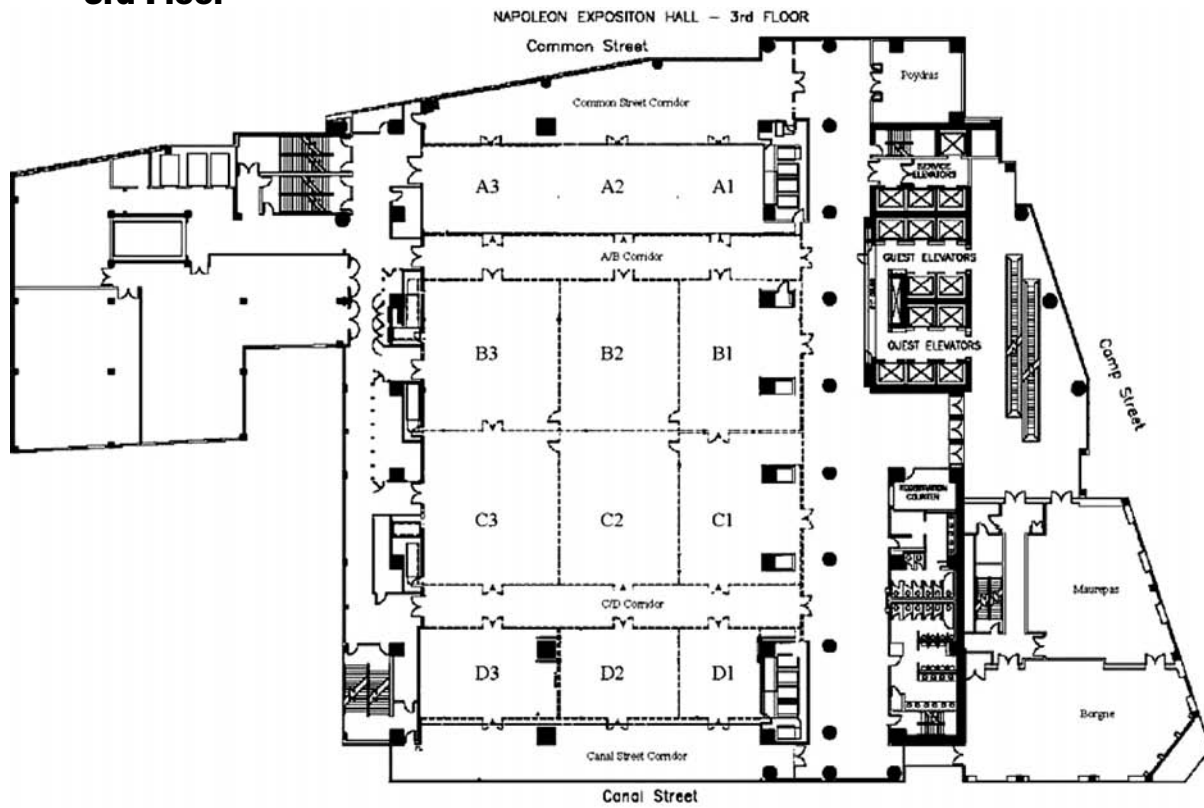 3rd Floor
NAPOLEON EXPOSITON HALL – 3rd FLOOR
Common Street
Poydras
Common Street Corridor
SERVICE
ELEVATORS
A3
A2
A1
A/B Corridor
GUEST ELEVATORS
GUEST ELEVATORS
B3
B2
B1
Camp Street
REGISTRATION
COUNTER
C3
C2
C1
C/D Corridor
Maurepas
D3
D2
D1
Borgne
Canal Street Corridor
Canal Street